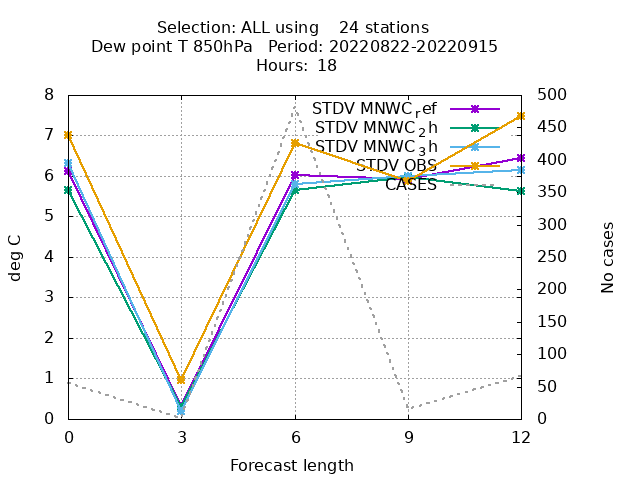 Selection: ALL using    24 stations
Dew point T 850hPa   Period: 20220822-20220915
Hours: 18
STDV MNWC_ref
STDV MNWC_2h
STDV MNWC_3h
STDV OBS
CASES
8
7
6
5
4
3
2
1
0
deg C
500
450
400
350
300
250
200
150
100
50
0
No cases
0 3 6 9 12
Forecast length